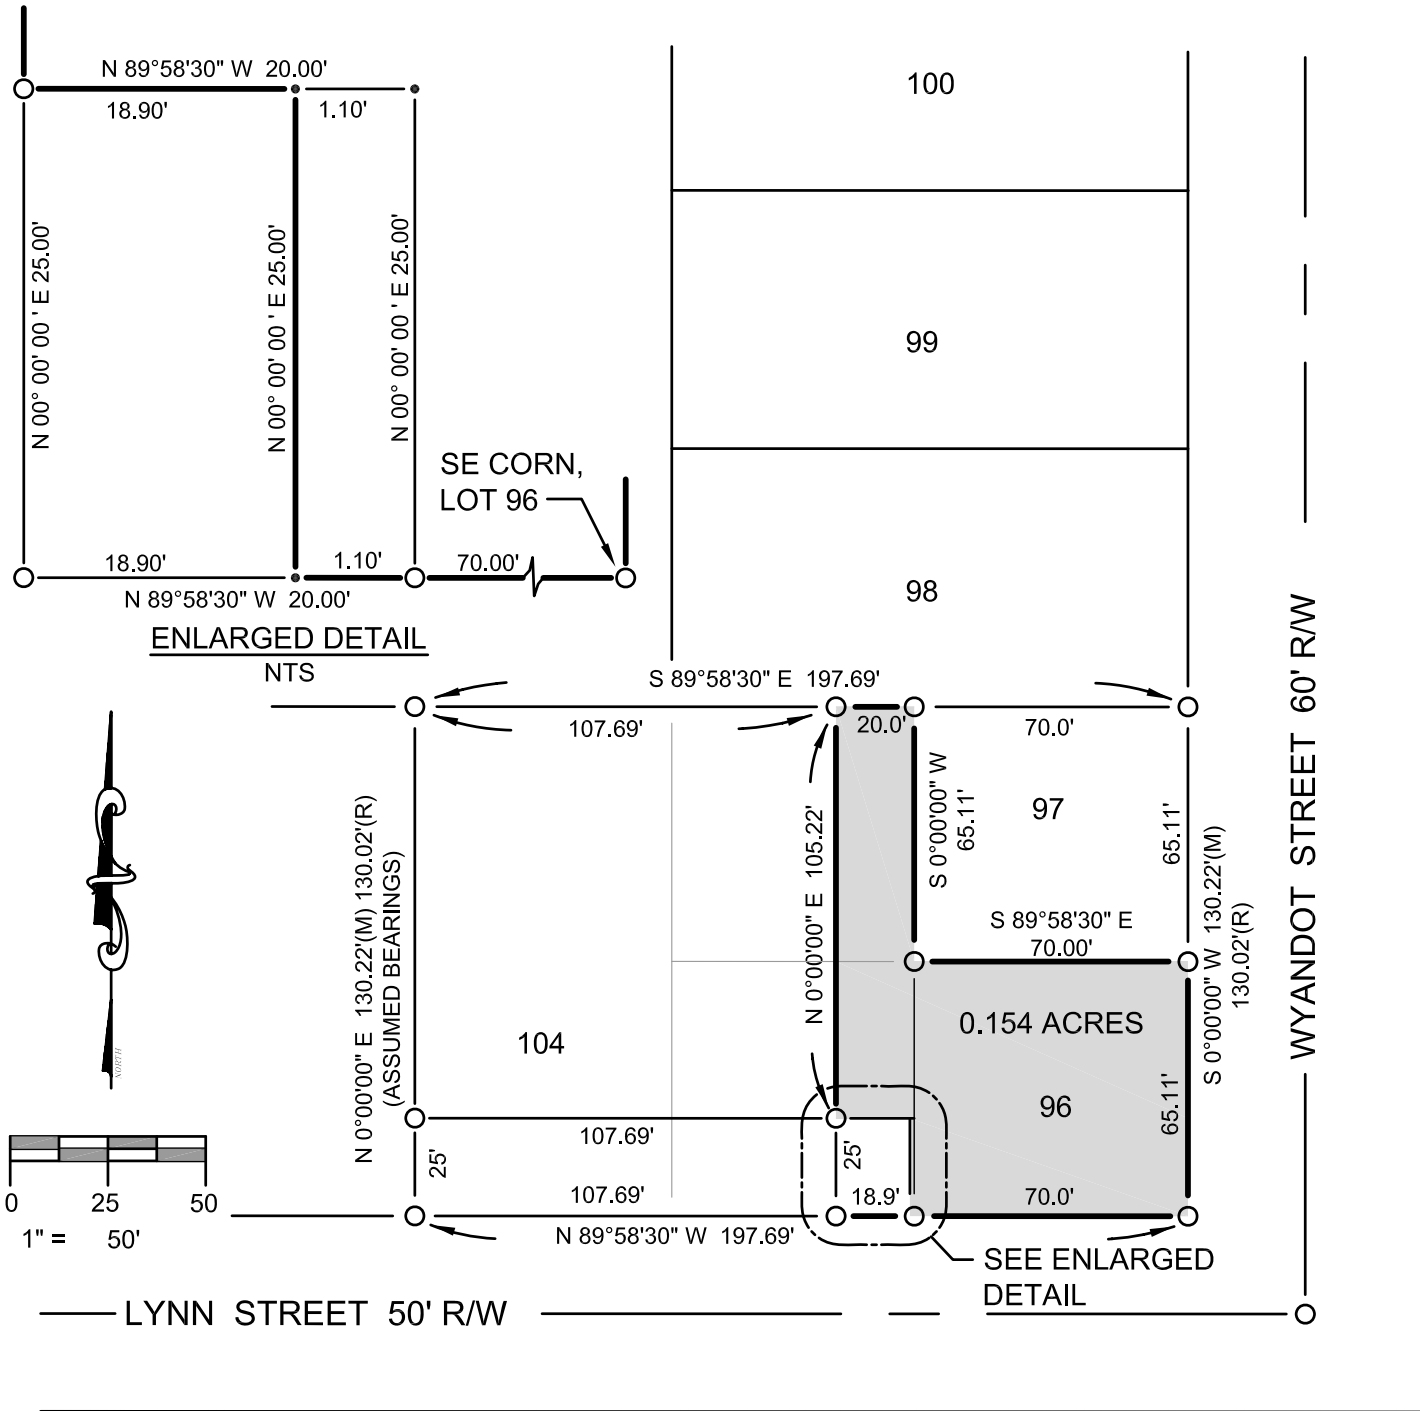 N 89°58'30" W 20.00'
18.90'
1.10'
N 00° 00' 00 ' E 25.00'
N 00° 00' 00 ' E 25.00'
N 00° 00' 00 ' E 25.00'
SE CORN,
LOT 96
18.90'
1.10'
70.00'
N 89°58'30" W 20.00'
ENLARGED DETAIL
NTS
100
99
98
S 89°58'30" E 197.69'
107.69'
20.0'
70.0'
N 0°00'00" E 130.22'(M) 130.02'(R)
(ASSUMED BEARINGS)
N 0°00'00" E 105.22'
S 0°00'00" W
65.11'
97
65.11'
S 89°58'30" E
70.00'
S 0°00'00" W 130.22'(M)
130.02'(R)
WYANDOT STREET 60' R/W
104
0.154 ACRES
96
65.11'
NORTH
107.69'
25'
25'
107.69'
18.9'
70.0'
N 89°58'30" W 197.69'
0 25 50
1" = 50'
SEE ENLARGED
DETAIL
LYNN STREET 50' R/W